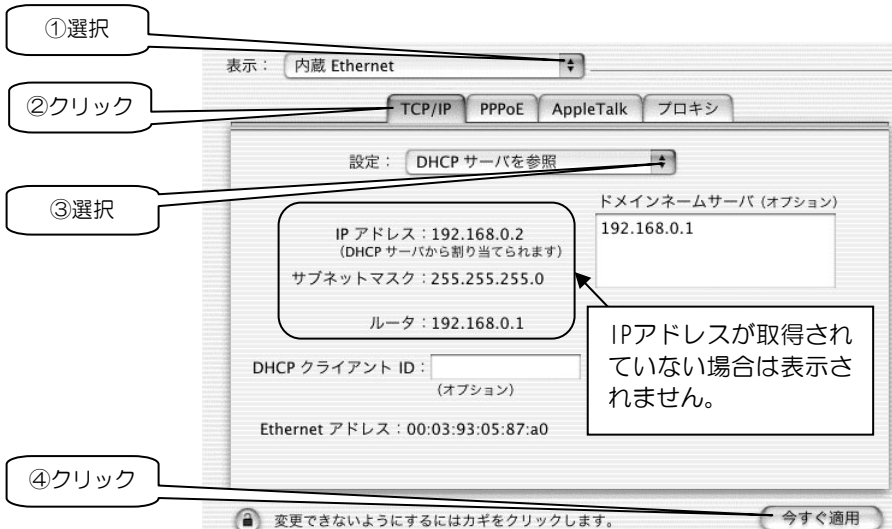 ①選択
表示： 内蔵 Ethernet
②クリック
TCP/IP PPPoE AppleTalk プロキシ
設定： DHCP サーバを参照
③選択
ドメインネームサーバ (オプション)
192.168.0.1
IP アドレス：192.168.0.2
（DHCP サーバから割り当てられます）
サブネットマスク：255.255.255.0
ルータ：192.168.0.1
IPアドレスが取得され
ていない場合は表示さ
れません。
DHCP クライアント ID：
(オプション)
Ethernet アドレス：00:03:93:05:87:a0
④クリック
変更できないようにするにはカギをクリックします。
今すぐ適用